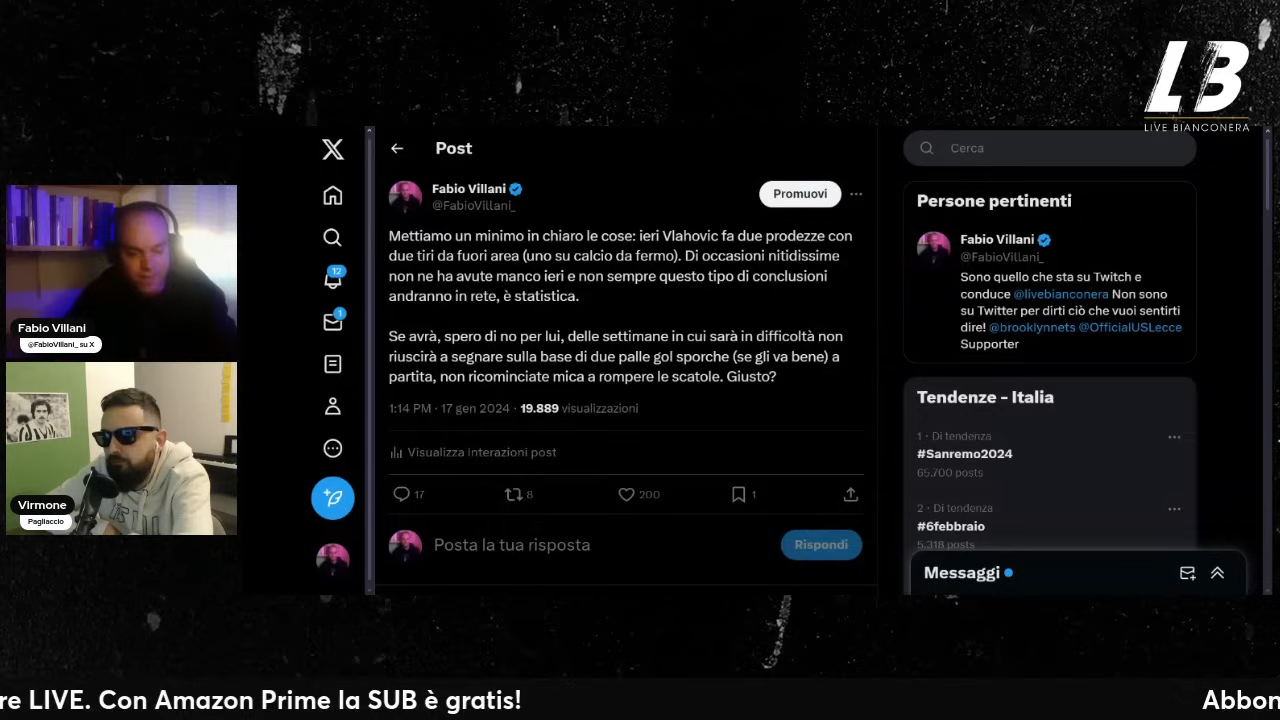 LB
LIVE BIANCONERA
Post
Cerca
Fabio Villani
@FabioVillani_
Promuovi
Mettiamo un minimo in chiaro le cose: ieri Vlahovic fa due prodezze con
due tiri da fuori area (uno su calcio da fermo). Di occasioni nitidissime
non ne ha avute manco ieri e non sempre questo tipo di conclusioni
andranno in rete, è statistica.
Se avrà, spero di no per lui, delle settimane in cui sarà in difficoltà non
riuscirà a segnare sulla base di due palle gol sporche (se gli va bene) a
partita, non ricominciate mica a rompere le scatole. Giusto?
1:14 PM · 17 gen 2024 · 19.889 visualizzazioni
Visualizza interazioni post
17 8 200 1
Posta la tua risposta
Rispondi
12
1
Persone pertinenti
Fabio Villani
@FabioVillani_
Sono quello che sta su Twitch e
conduce @livebianconera Non sono
su Twitter per dirti ciò che vuoi sentirti
dire! @brooklynnets @OfficialUSLecce
Supporter
Tendenze - Italia
1 · Di tendenza
#Sanremo2024
65.700 posts
2 · Di tendenza
#6febbraio
5.318 posts
Messaggi
Fabio Villani
@FabioVillani_ su X
Virmone
Pagliaccio
re LIVE. Con Amazon Prime la SUB è gratis!
Abbon